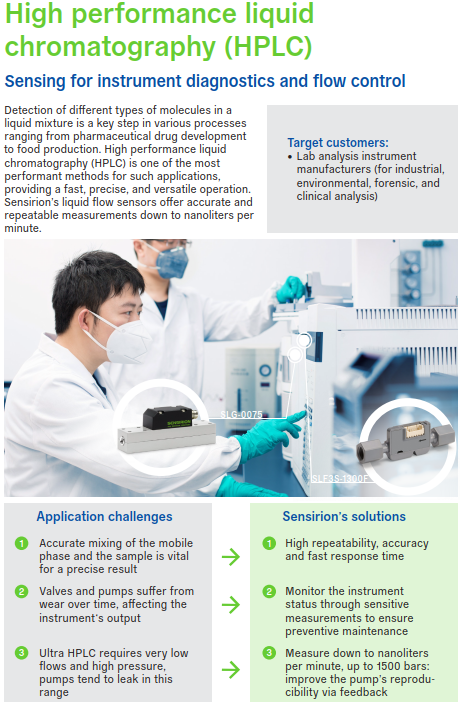 High performance liquid
chromatography (HPLC)
Sensing for instrument diagnostics and flow control
Detection of different types of molecules in a
liquid mixture is a key step in various processes
ranging from pharmaceutical drug development
to food production. High performance liquid
chromatography (HPLC) is one of the most
performant methods for such applications,
providing a fast, precise, and versatile operation.
Sensirion's liquid flow sensors offer accurate and
repeatable measurements down to nanoliters per
minute.
Target customers:
• Lab analysis instrument
manufacturers (for industrial,
environmental, forensic, and
clinical analysis)
SENSIRION
SLG-0075
SLF3S-1300F
Application challenges
1 Accurate mixing of the mobile
phase and the sample is vital
for a precise result
2 Valves and pumps suffer from
wear over time, affecting the
instrument's output
3 Ultra HPLC requires very low
flows and high pressure,
pumps tend to leak in this
range
Sensirion's solutions
1 High repeatability, accuracy
and fast response time
2 Monitor the instrument
status through sensitive
measurements to ensure
preventive maintenance
3 Measure down to nanoliters
per minute, up to 1500 bars:
improve the pump's reprodu-
cibility via feedback